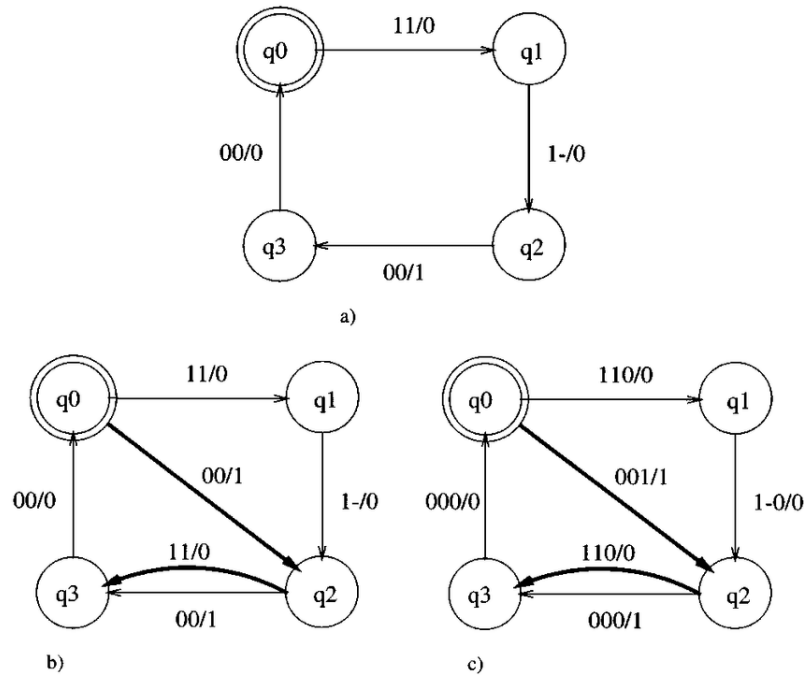 q0 11/0 q1
00/0 1-/0
q3 00/1 q2
a)
q0 11/0 q1
00/1
00/0 1-/0
11/0
q3 00/1 q2
b)
q0 110/0 q1
001/1
000/0 1-0/0
110/0
q3 000/1 q2
c)